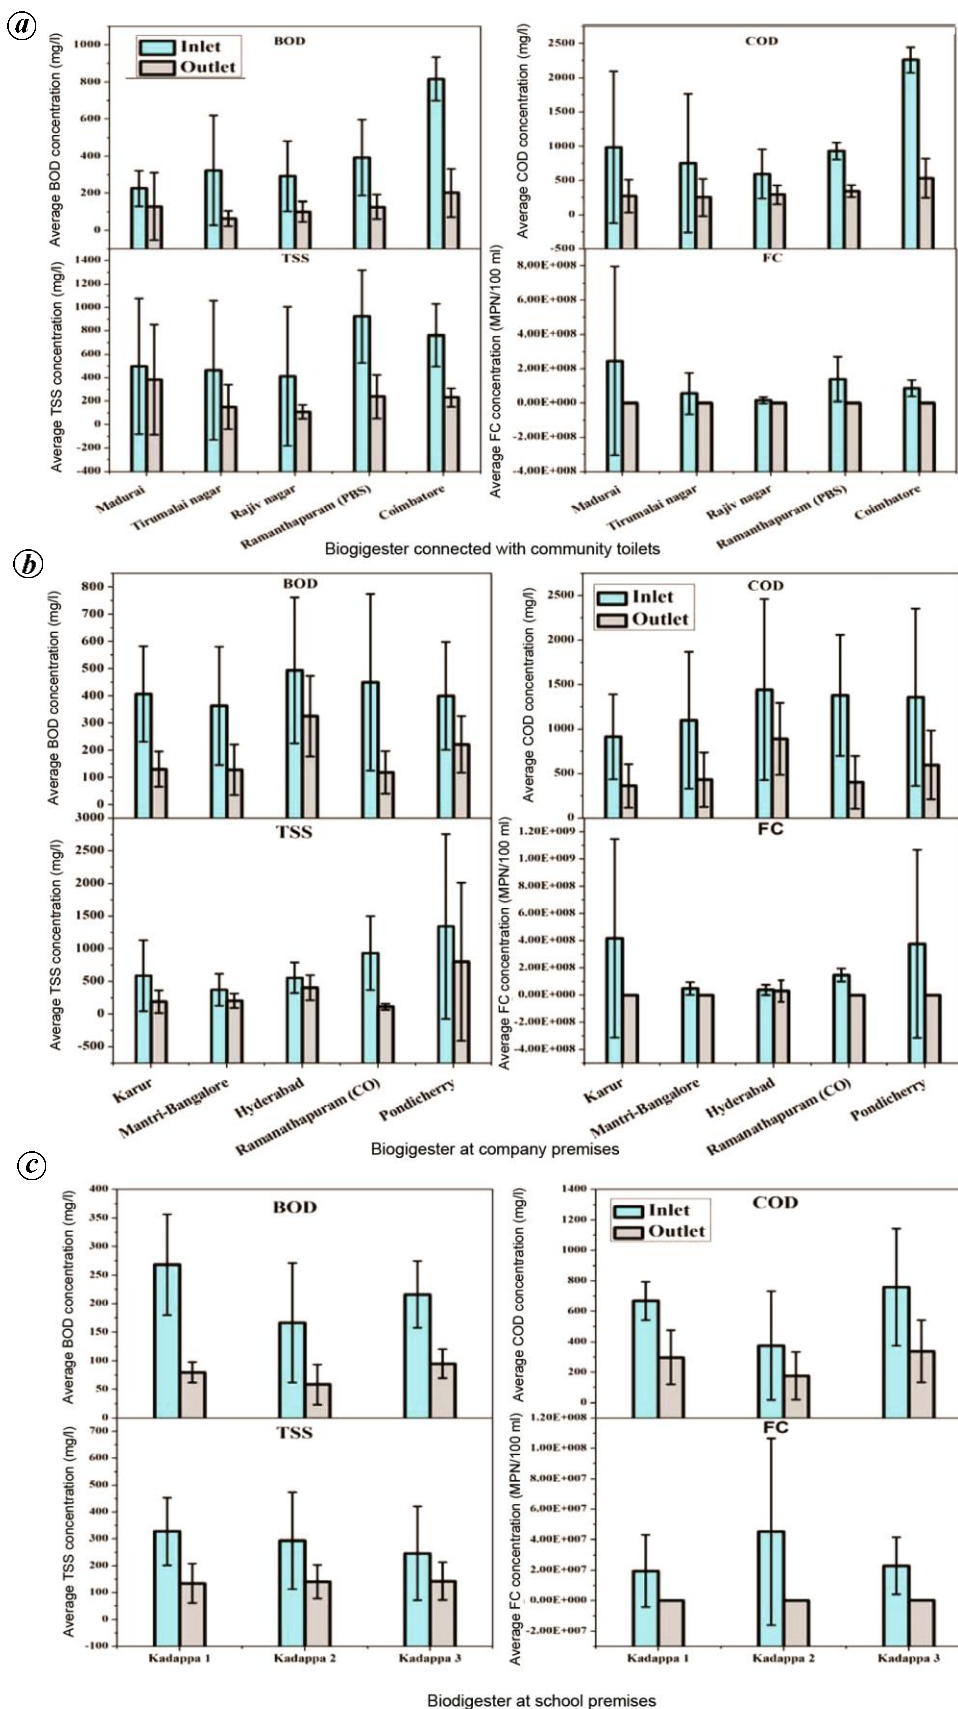 a
BOD
Inlet
Outlet
Average BOD concentration (mg/l)
1000
800
600
400
200
0
COD
Average COD concentration (mg/l)
2500
2000
1500
1000
500
0
-500
TSS
Average TSS concentration (mg/l)
1400
1200
1000
800
600
400
200
0
-200
400
Madurai
Tirumalai nagar
Rajiv nagar
Ramanthapuram (PBS)
Coimbatore
FC
Average FC concentration (MPN/100 ml)
8.00E+008
6.00E+008
4.00E+008
2.00E+008
0.00E+000
-2.00E+008
-4.00E+008
Madurai
Tirumalai nagar
Rajiv nagar
Ramanthapuram (PBS)
Coimbatore
Biogigester connected with community toilets
b
BOD
Average BOD concentration (mg/l)
800
700
600
500
400
300
200
100
0
COD
Inlet
Outlet
Average COD concentration (mg/l)
2500
2000
1500
1000
500
0
TSS
Average TSS concentration (mg/l)
3000
2500
2000
1500
1000
500
0
-500
Karur
Mantri-Bangalore
Hyderabad
Ramanathapuram (CO)
Pondicherry
FC
Average FC concentration (MPN/100 ml)
1.20E+009
1.00E+009
8.00E+008
6.00E+008
4.00E+008
2.00E+008
0.00E+000
-2.00E+008
-4.00E+008
Karur
Mantri-Bangalore
Hyderabad
Ramanathapuram (CO)
Pondicherry
Biogigester at company premises
c
BOD
Average BOD concentration (mg/l)
400
350
300
250
200
150
100
50
0
COD
Inlet
Outlet
Average COD concentration (mg/l)
1400
1200
1000
800
600
400
200
0
TSS
Average TSS concentration (mg/l)
700
600
500
400
300
200
100
0
-100
Kadappa 1
Kadappa 2
Kadappa 3
FC
Average FC concentration (MPN/100 ml)
1.20E+008
1.00E+008
8.00E+007
6.00E+007
4.00E+007
2.00E+007
0.00E+000
-2.00E+007
Kadappa 1
Kadappa 2
Kadappa 3
Biodigester at school premises